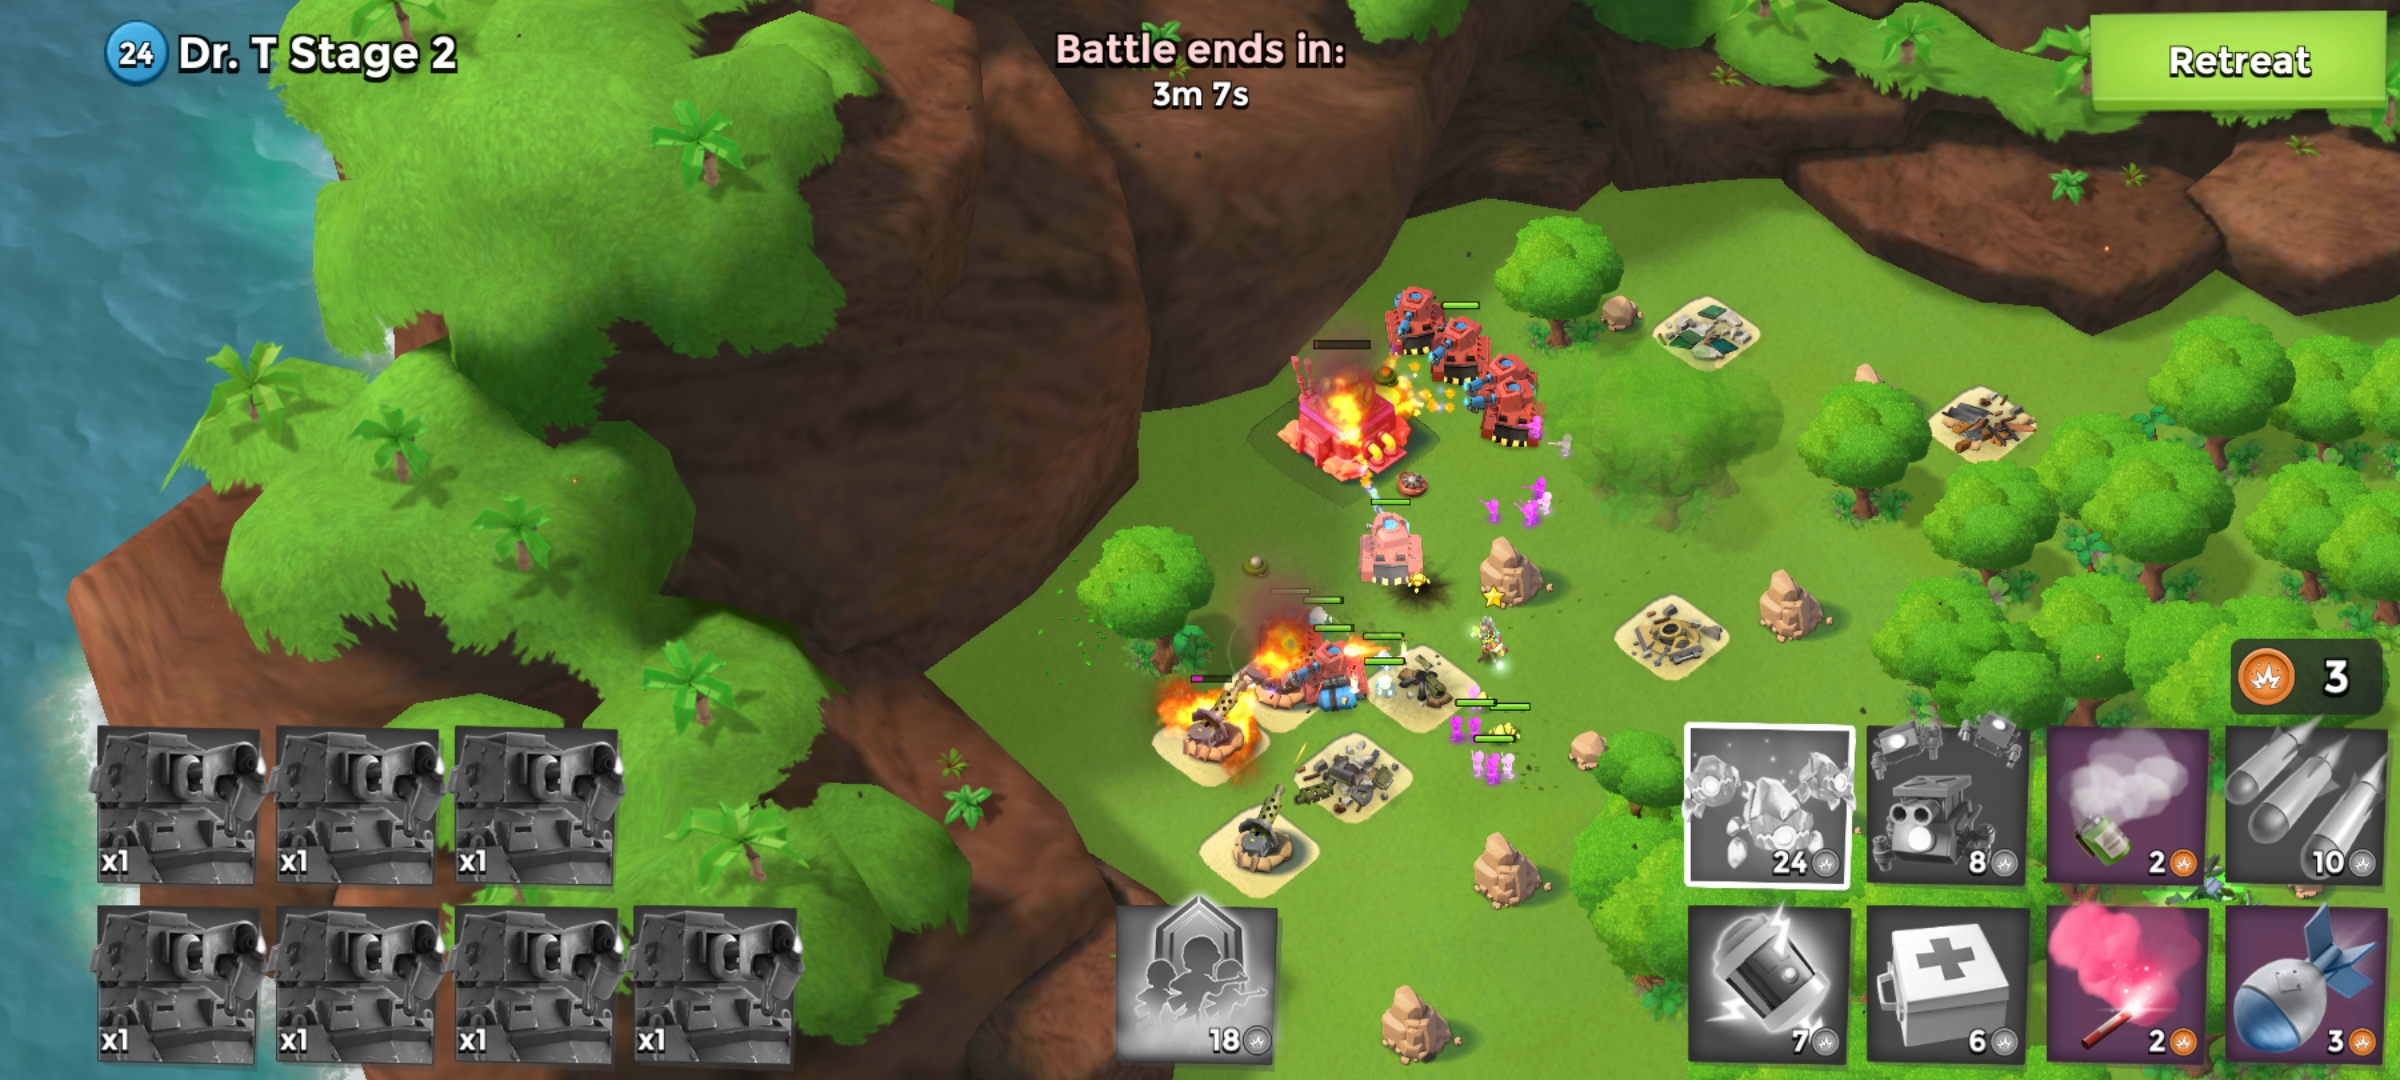 24 Dr. T Stage 2
Battle ends in:
3m 7s
Retreat
3
x1 x1 x1
24 8 2 10
x1 x1 x1 x1
18
7 6 2 3